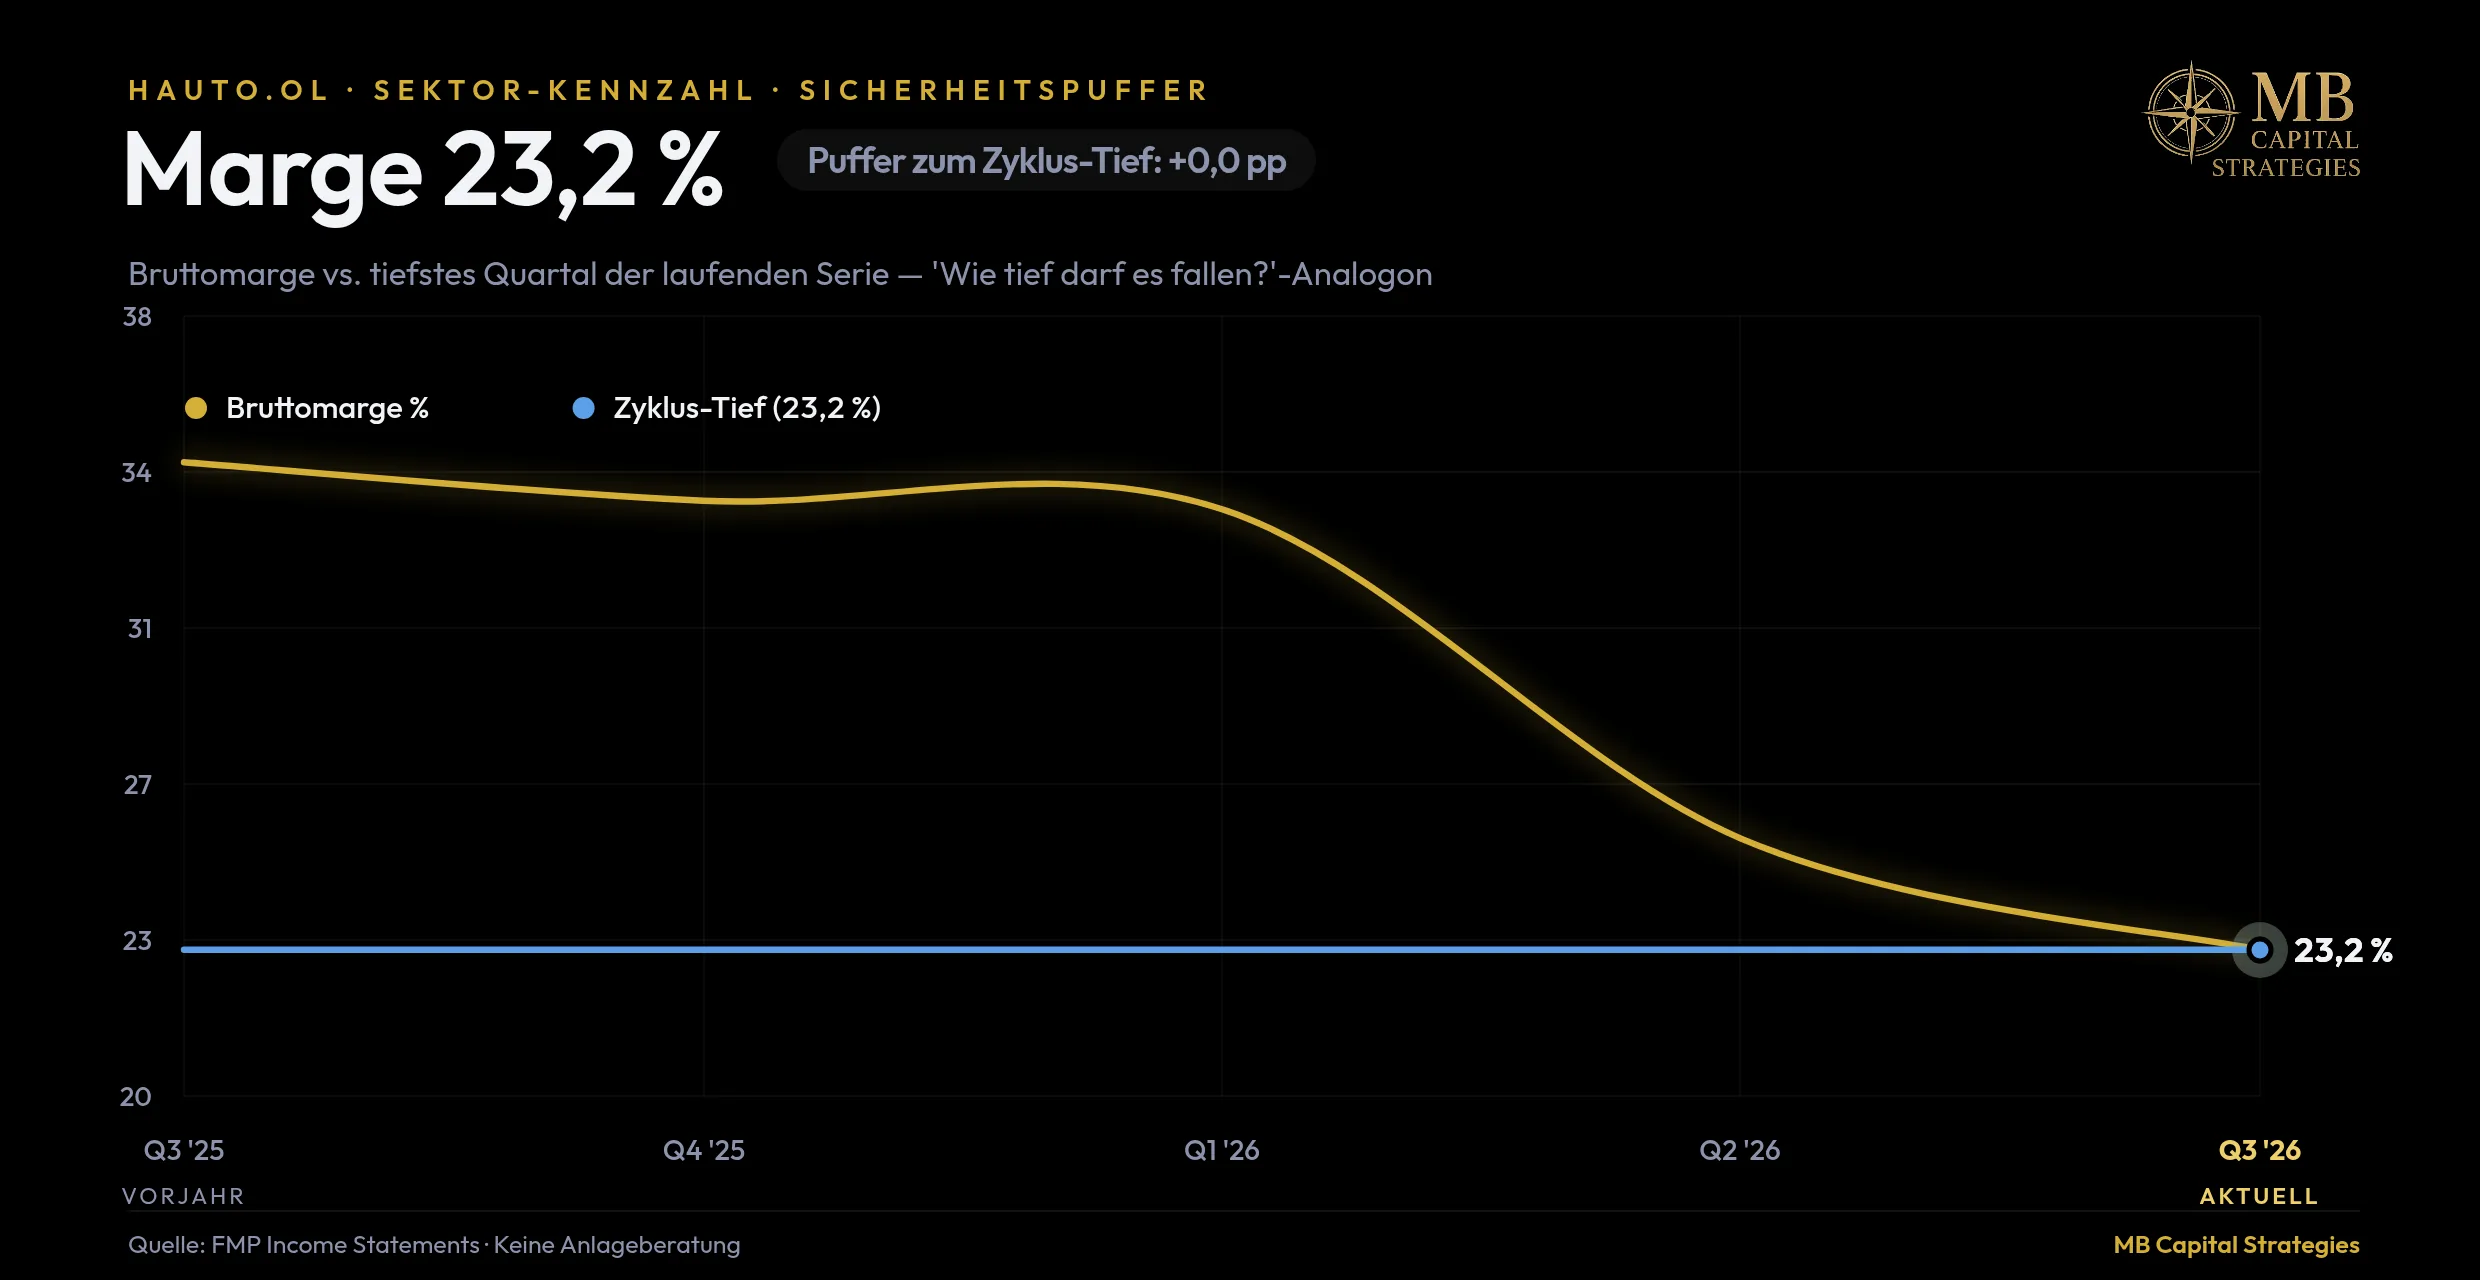 HAUTO.OL · SEKTOR-KENNZAHL · SICHERHEITSPUFFER
Marge 23,2 %
Puffer zum Zyklus-Tief: +0,0 pp
MB
CAPITAL
STRATEGIES
Bruttomarge vs. tiefstes Quartal der laufenden Serie — 'Wie tief darf es fallen?'-Analogon
38
Bruttomarge %
Zyklus-Tief (23,2 %)
34
31
27
23
23,2 %
20
Q3 '25
Q4 '25
Q1 '26
Q2 '26
Q3 '26
VORJAHR
AKTUELL
Quelle: FMP Income Statements · Keine Anlageberatung
MB Capital Strategies